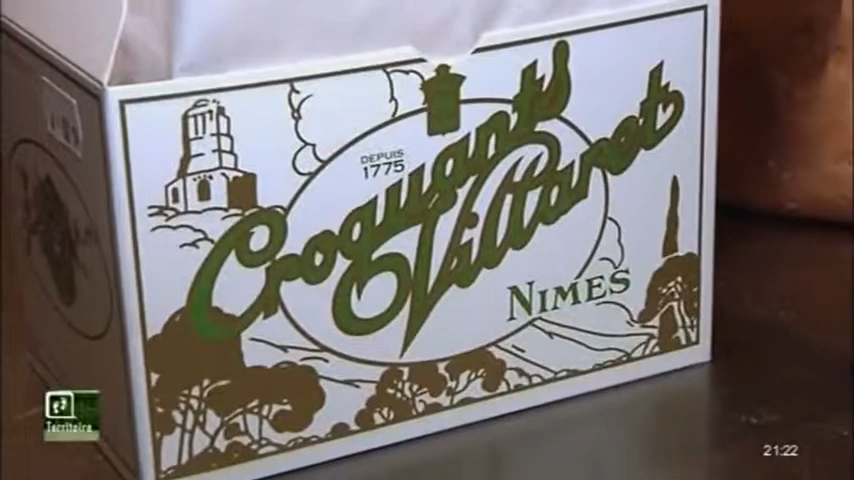 DEPUIS
1775
Croquants
Villaret
NIMES
Territoire
21:22